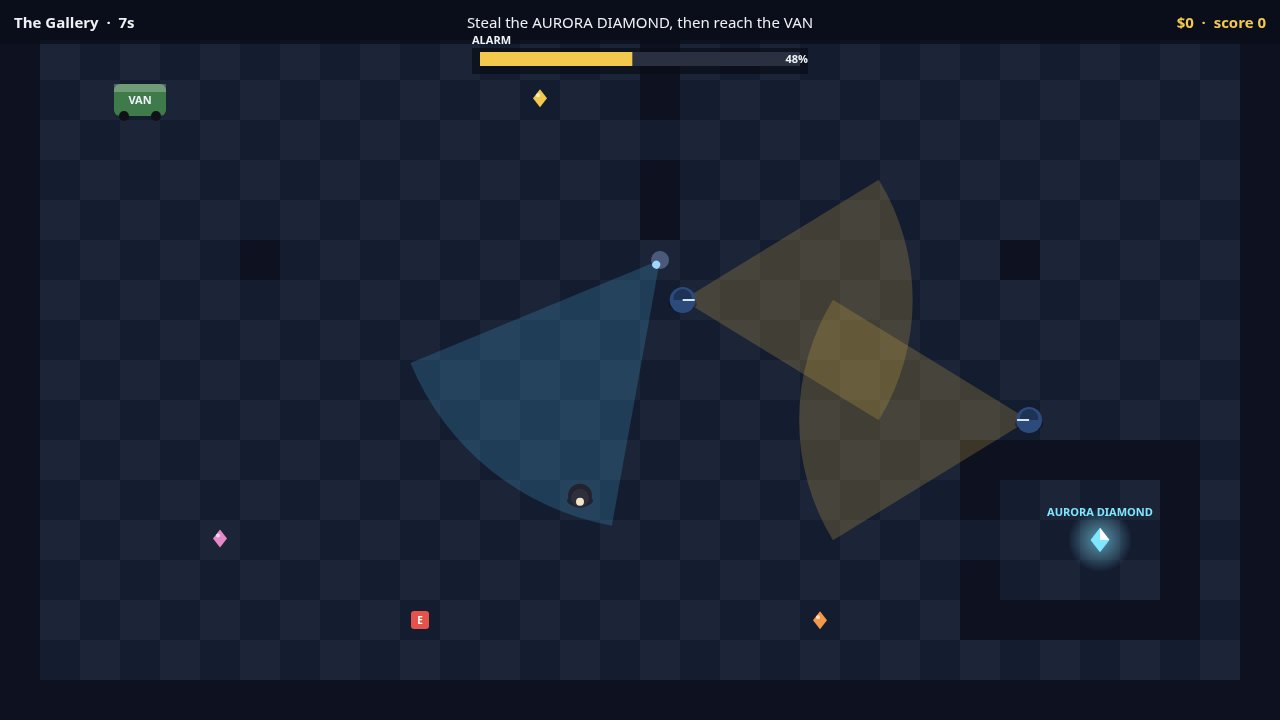 The Gallery · 7s
Steal the AURORA DIAMOND, then reach the VAN
$0 · score 0
ALARM
48%
VAN
AURORA DIAMOND
E